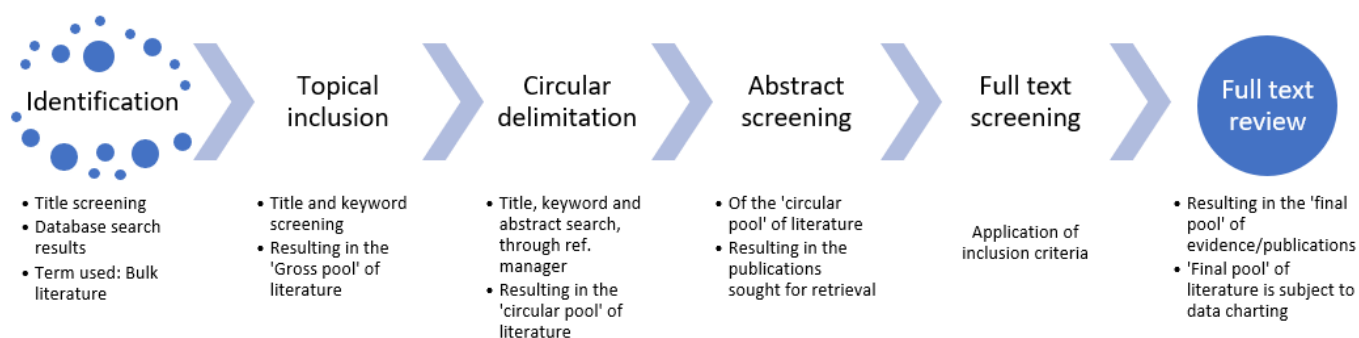 Identification
• Title screening
• Database search
results
• Term used: Bulk
literature
Topical
inclusion
• Title and keyword
screening
• Resulting in the
'Gross pool' of
literature
Circular
delimitation
• Title, keyword and
abstract search,
through ref.
manager
• Resulting in the
'circular pool' of
literature
Abstract
screening
• Of the 'circular
pool' of literature
• Resulting in the
publications
sought for retrieval
Full text
screening
Application of
inclusion criteria
Full text
review
• Resulting in the 'final
pool' of
evidence/publications
• 'Final pool' of
literature is subject to
data charting